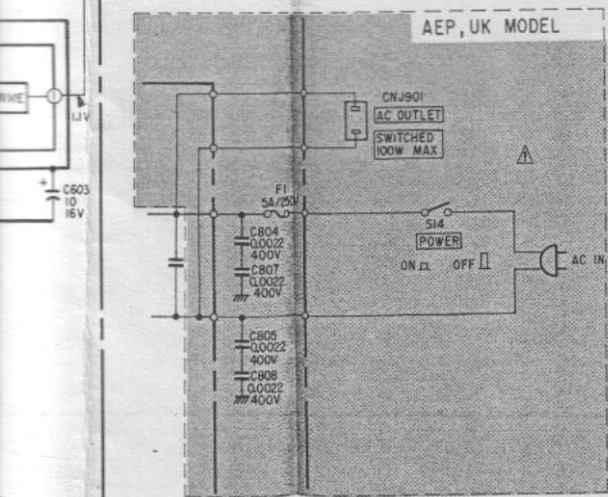 AEP, UK MODEL
1
1.1V
CNJ901
AC OUTLET
SWITCHED
100W MAX
+
C603
10
16V
F1
5A/250V
S14
POWER
ON
OFF
AC IN
C804
0.0022
400V
C807
0.0022
400V
C805
0.0022
400V
C808
0.0022
400V